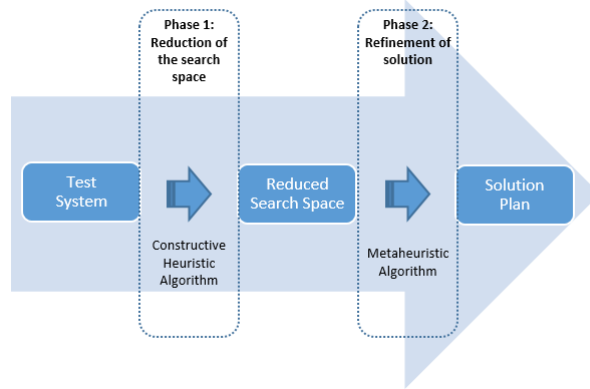 Phase 1:
Reduction of
the search
space
Phase 2:
Refinement of
solution
Test
System
Reduced
Search Space
Solution
Plan
Constructive
Heuristic
Algorithm
Metaheuristic
Algorithm